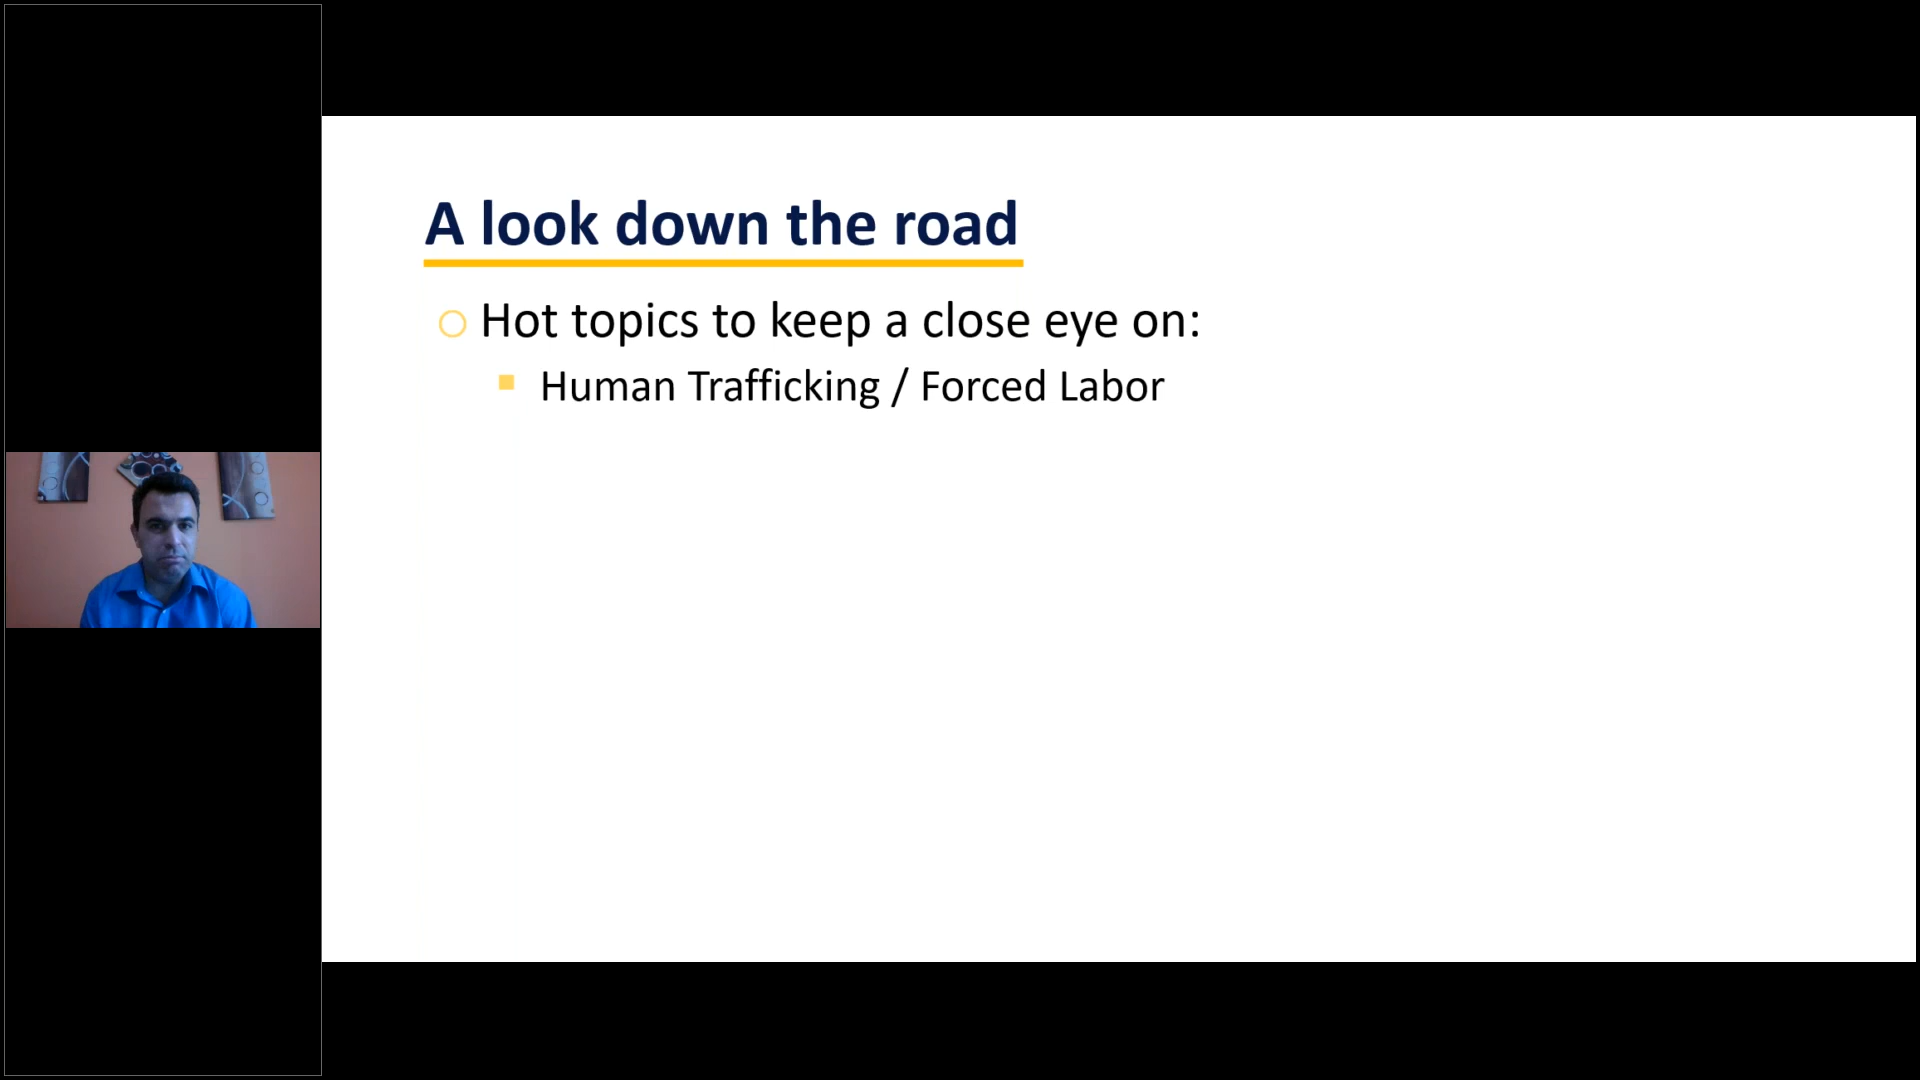 A look down the road
Hot topics to keep a close eye on:
Human Trafficking / Forced Labor